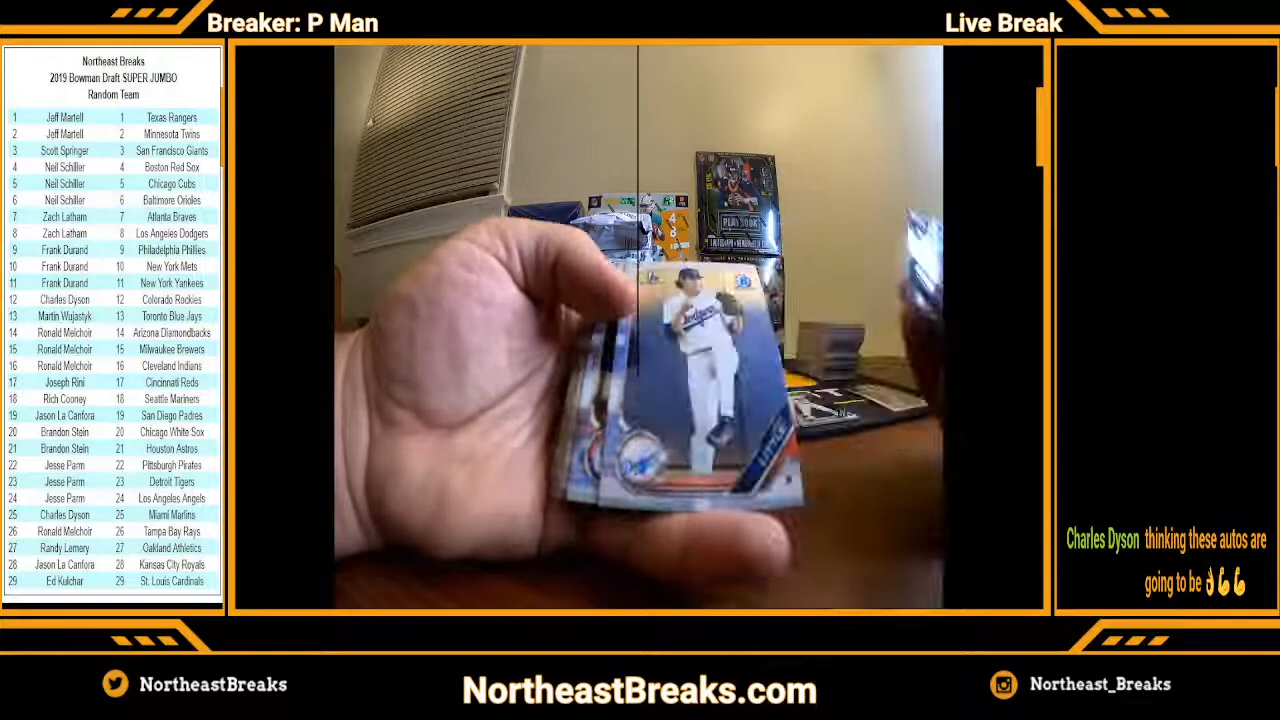 Breaker: P Man
Live Break
Northeast Breaks
2019 Bowman Draft SUPER JUMBO
Random Team
1 Jeff Martell 1 Texas Rangers
2 Jeff Martell 2 Minnesota Twins
3 Scott Springer 3 San Francisco Giants
4 Neil Schiller 4 Boston Red Sox
5 Neil Schiller 5 Chicago Cubs
6 Neil Schiller 6 Baltimore Orioles
7 Zach Latham 7 Atlanta Braves
8 Zach Latham 8 Los Angeles Dodgers
9 Frank Durand 9 Philadelphia Phillies
10 Frank Durand 10 New York Mets
11 Frank Durand 11 New York Yankees
12 Charles Dyson 12 Colorado Rockies
13 Martin Wujastyk 13 Toronto Blue Jays
14 Ronald Melchoir 14 Arizona Diamondbacks
15 Ronald Melchoir 15 Milwaukee Brewers
16 Ronald Melchoir 16 Cleveland Indians
17 Joseph Rini 17 Cincinnati Reds
18 Rich Cooney 18 Seattle Mariners
19 Jason La Canfora 19 San Diego Padres
20 Brandon Stein 20 Chicago White Sox
21 Brandon Stein 21 Houston Astros
22 Jesse Parm 22 Pittsburgh Pirates
23 Jesse Parm 23 Detroit Tigers
24 Jesse Parm 24 Los Angeles Angels
25 Charles Dyson 25 Miami Marlins
26 Ronald Melchoir 26 Tampa Bay Rays
27 Randy Lemery 27 Oakland Athletics
28 Jason La Canfora 28 Kansas City Royals
29 Ed Kulchar 29 St. Louis Cardinals
PLAYBOOK
Dodgers
Charles Dyson thinking these autos are
going to be 👌💪💪
NortheastBreaks
NortheastBreaks.com
Northeast_Breaks